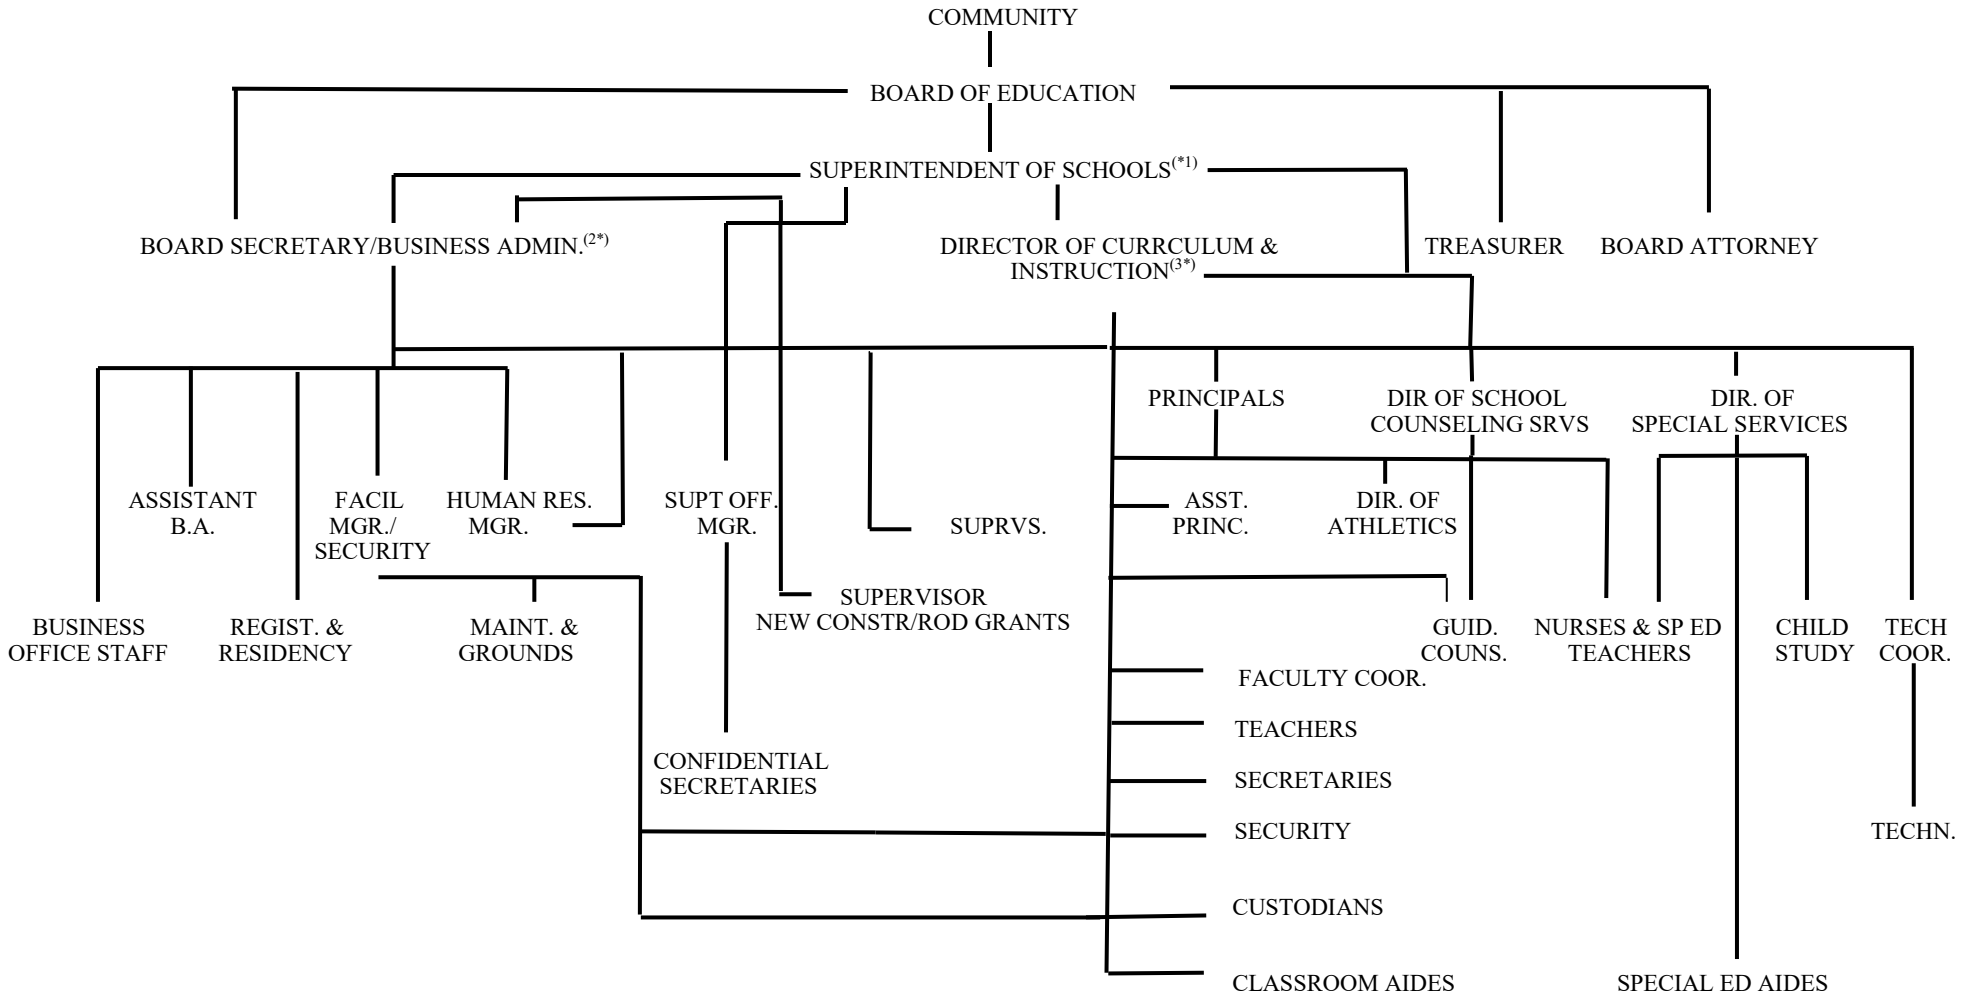 COMMUNITY
BOARD OF EDUCATION
SUPERINTENDENT OF SCHOOLS(*1)
BOARD SECRETARY/BUSINESS ADMIN.(2*)
DIRECTOR OF CURRCULUM &
INSTRUCTION(3*)
TREASURER
BOARD ATTORNEY
PRINCIPALS
DIR OF SCHOOL
COUNSELING SRVS
DIR. OF
SPECIAL SERVICES
ASSISTANT
B.A.
FACIL
MGR./
SECURITY
HUMAN RES.
MGR.
SUPT OFF.
MGR.
SUPRVS.
ASST.
PRINC.
DIR. OF
ATHLETICS
SUPERVISOR
NEW CONSTR/ROD GRANTS
BUSINESS
OFFICE STAFF
REGIST. &
RESIDENCY
MAINT. &
GROUNDS
GUID.
COUNS.
NURSES & SP ED
TEACHERS
CHILD
STUDY
TECH
COOR.
FACULTY COOR.
TEACHERS
CONFIDENTIAL
SECRETARIES
SECRETARIES
SECURITY
TECHN.
CUSTODIANS
CLASSROOM AIDES
SPECIAL ED AIDES